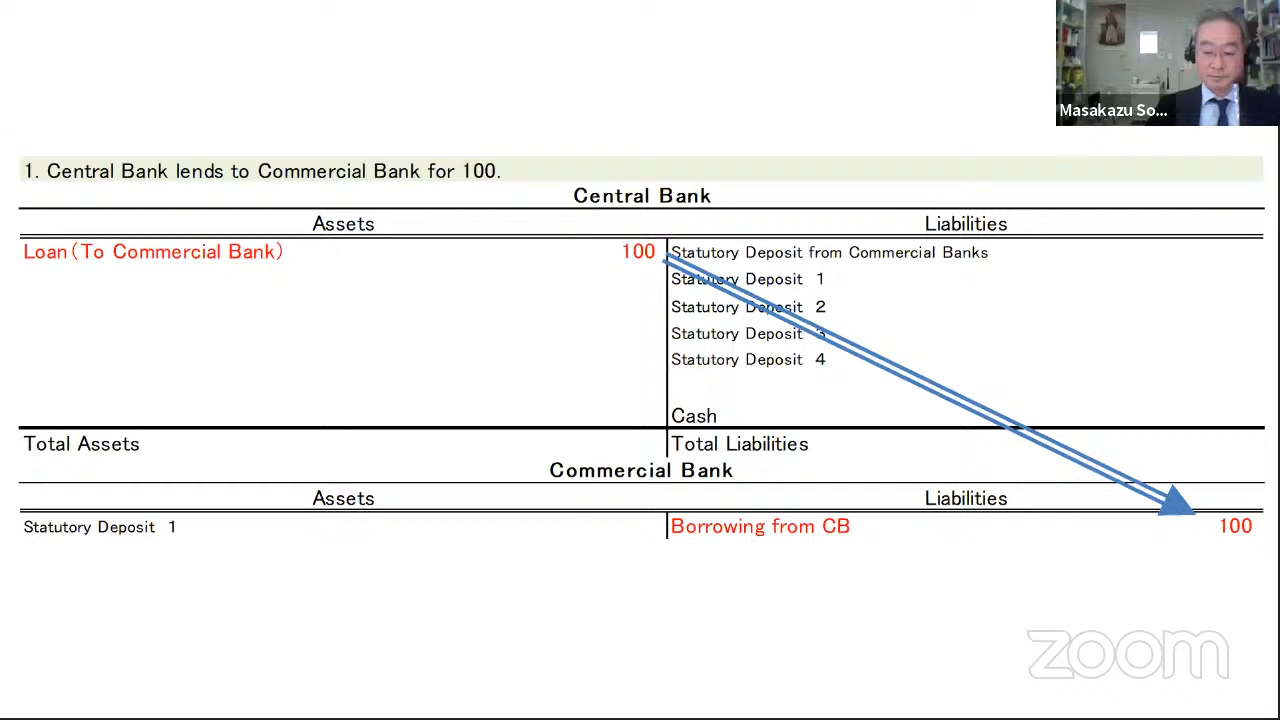 Masakazu So...
1. Central Bank lends to Commercial Bank for 100.
Central Bank
Assets Liabilities
Loan(To Commercial Bank) 100 Statutory Deposit from Commercial Banks
Statutory Deposit 1
Statutory Deposit 2
Statutory Deposit 3
Statutory Deposit 4
Cash
Total Assets Total Liabilities
Commercial Bank
Assets Liabilities
Statutory Deposit 1 Borrowing from CB 100
zoom